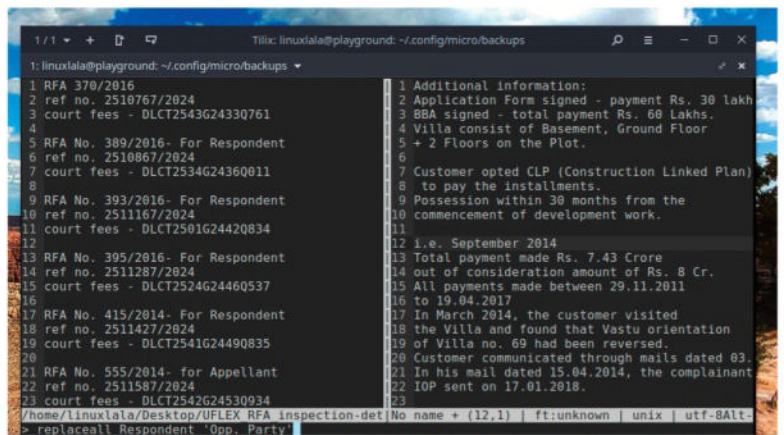 1 / 1 + Tilix: linuxlala@playground: ~/.config/micro/backups
1: linuxlala@playground: ~/.config/micro/backups
1 RFA 370/2016
2 ref no. 2510767/2024
3 court fees - DLCT2543G2433Q761
4
5 RFA No. 389/2016- For Respondent
6 ref no. 2510867/2024
7 court fees - DLCT2534G2436Q011
8
9 RFA No. 393/2016- For Respondent
10 ref no. 2511167/2024
11 court fees - DLCT2501G2442Q834
12
13 RFA No. 395/2016- For Respondent
14 ref no. 2511287/2024
15 court fees - DLCT2524G2446Q537
16
17 RFA No. 415/2014- For Respondent
18 ref no. 2511427/2024
19 court fees - DLCT2541G2449Q835
20
21 RFA No. 555/2014- for Appellant
22 ref no. 2511587/2024
23 court fees - DLCT2542G2453Q934
1 Additional information:
2 Application Form signed - payment Rs. 30 lakh
3 BBA signed - total payment Rs. 60 Lakhs.
4 Villa consist of Basement, Ground Floor
5 + 2 Floors on the Plot.
6
7 Customer opted CLP (Construction Linked Plan)
8 to pay the installments.
9 Possession within 30 months from the
10 commencement of development work.
11
12 i.e. September 2014
13 Total payment made Rs. 7.43 Crore
14 out of consideration amount of Rs. 8 Cr.
15 All payments made between 29.11.2011
16 to 19.04.2017
17 In March 2014, the customer visited
18 the Villa and found that Vastu orientation
19 of Villa no. 69 had been reversed.
20 Customer communicated through mails dated 03.
21 In his mail dated 15.04.2014, the complainant
22 IOP sent on 17.01.2018.
23
/home/linuxlala/Desktop/UFLEX RFA inspection-det No name + (12,1) | ft:unknown | unix | utf-8Alt-
> replaceall Respondent 'Opp. Party'